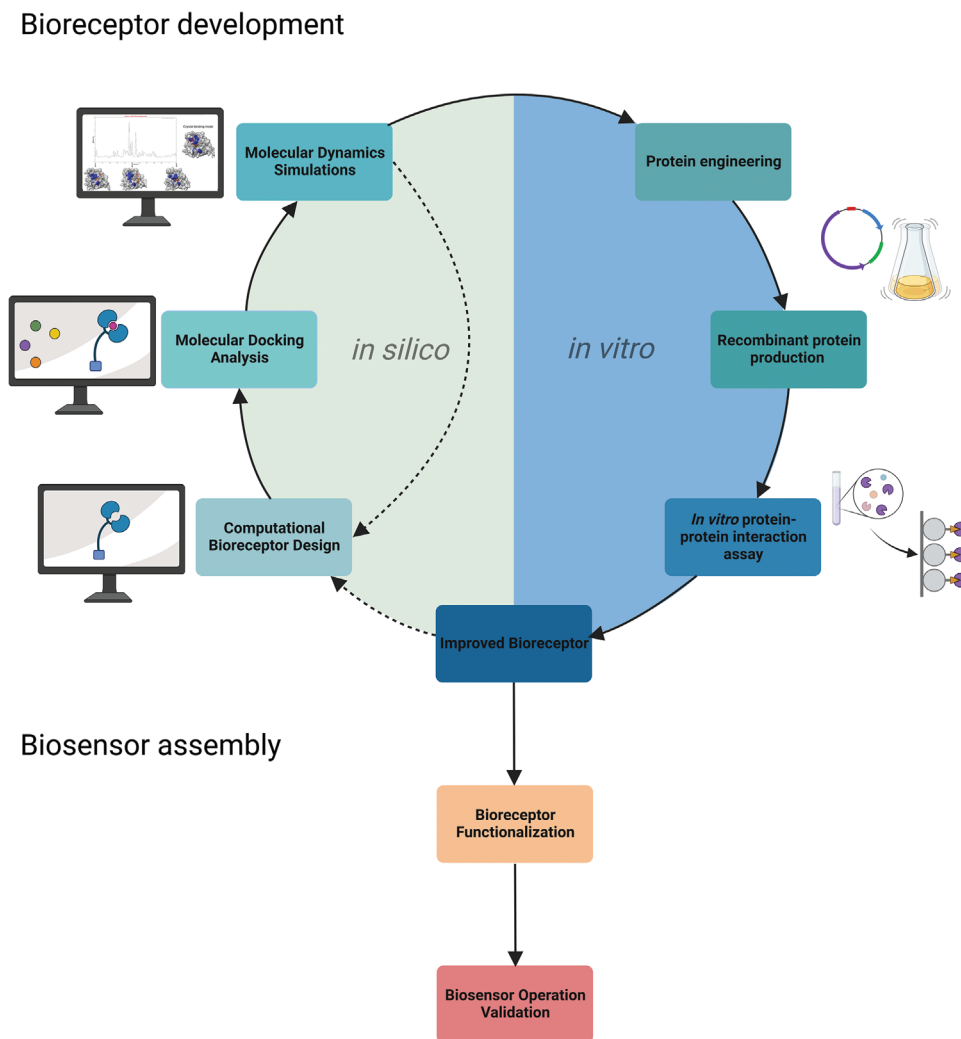 Bioreceptor development
Molecular Dynamics
Simulations
Protein engineering
Molecular Docking
Analysis
in silico
in vitro
Recombinant protein
production
Computational
Bioreceptor Design
In vitro protein-
protein interaction
assay
Improved Bioreceptor
Biosensor assembly
Bioreceptor
Functionalization
Biosensor Operation
Validation